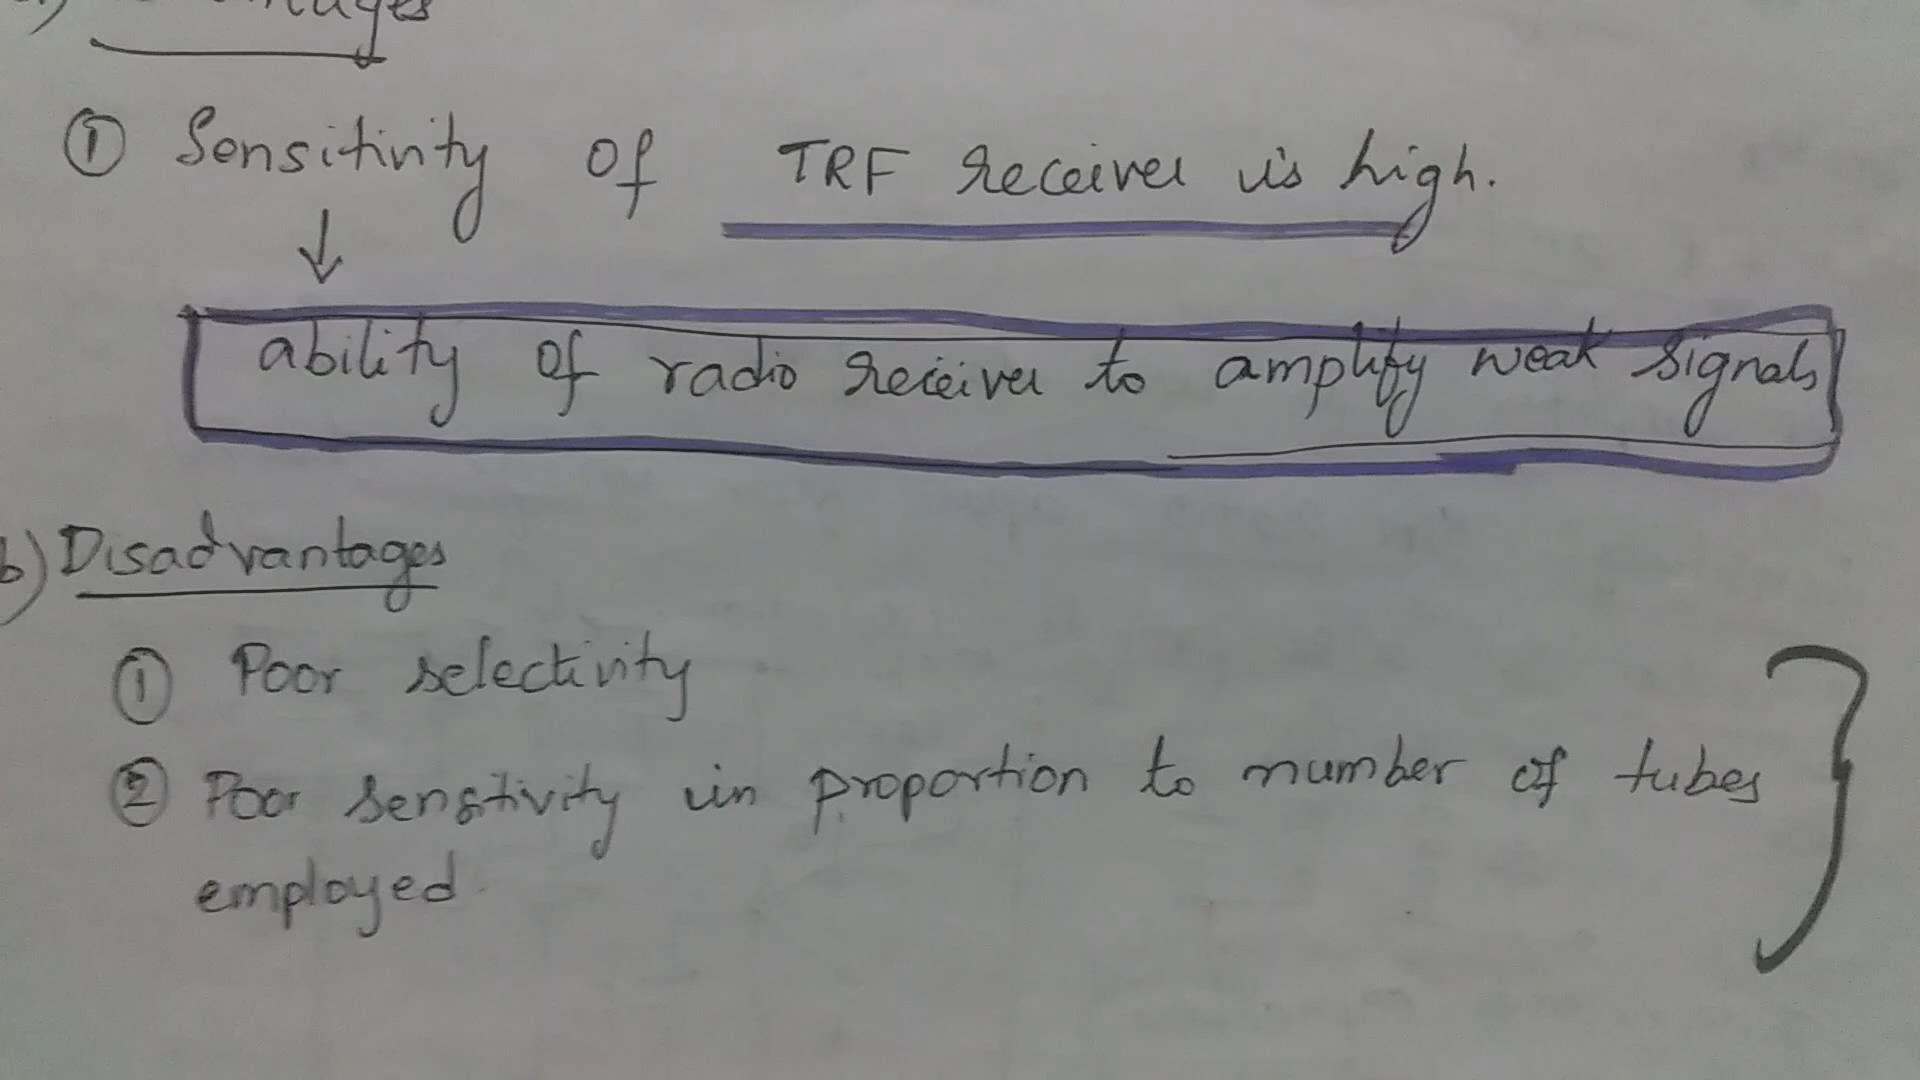 ① Sensitivity of TRF receiver is high.
↓
ability of radio receiver to amplify weak signals
b) Disadvantages
① Poor selectivity
② Poor sensitivity in proportion to number of tubes
employed